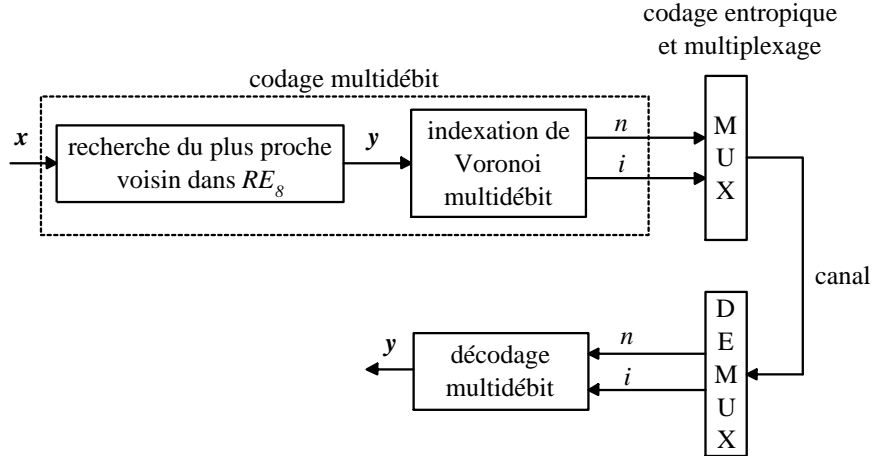 codage entropique
et multiplexage
codage multidébit
x
recherche du plus proche
voisin dans RE8
y
indexation de
Voronoi
multidébit
n
i
M
U
X
canal
D
E
M
U
X
n
i
décodage
multidébit
y